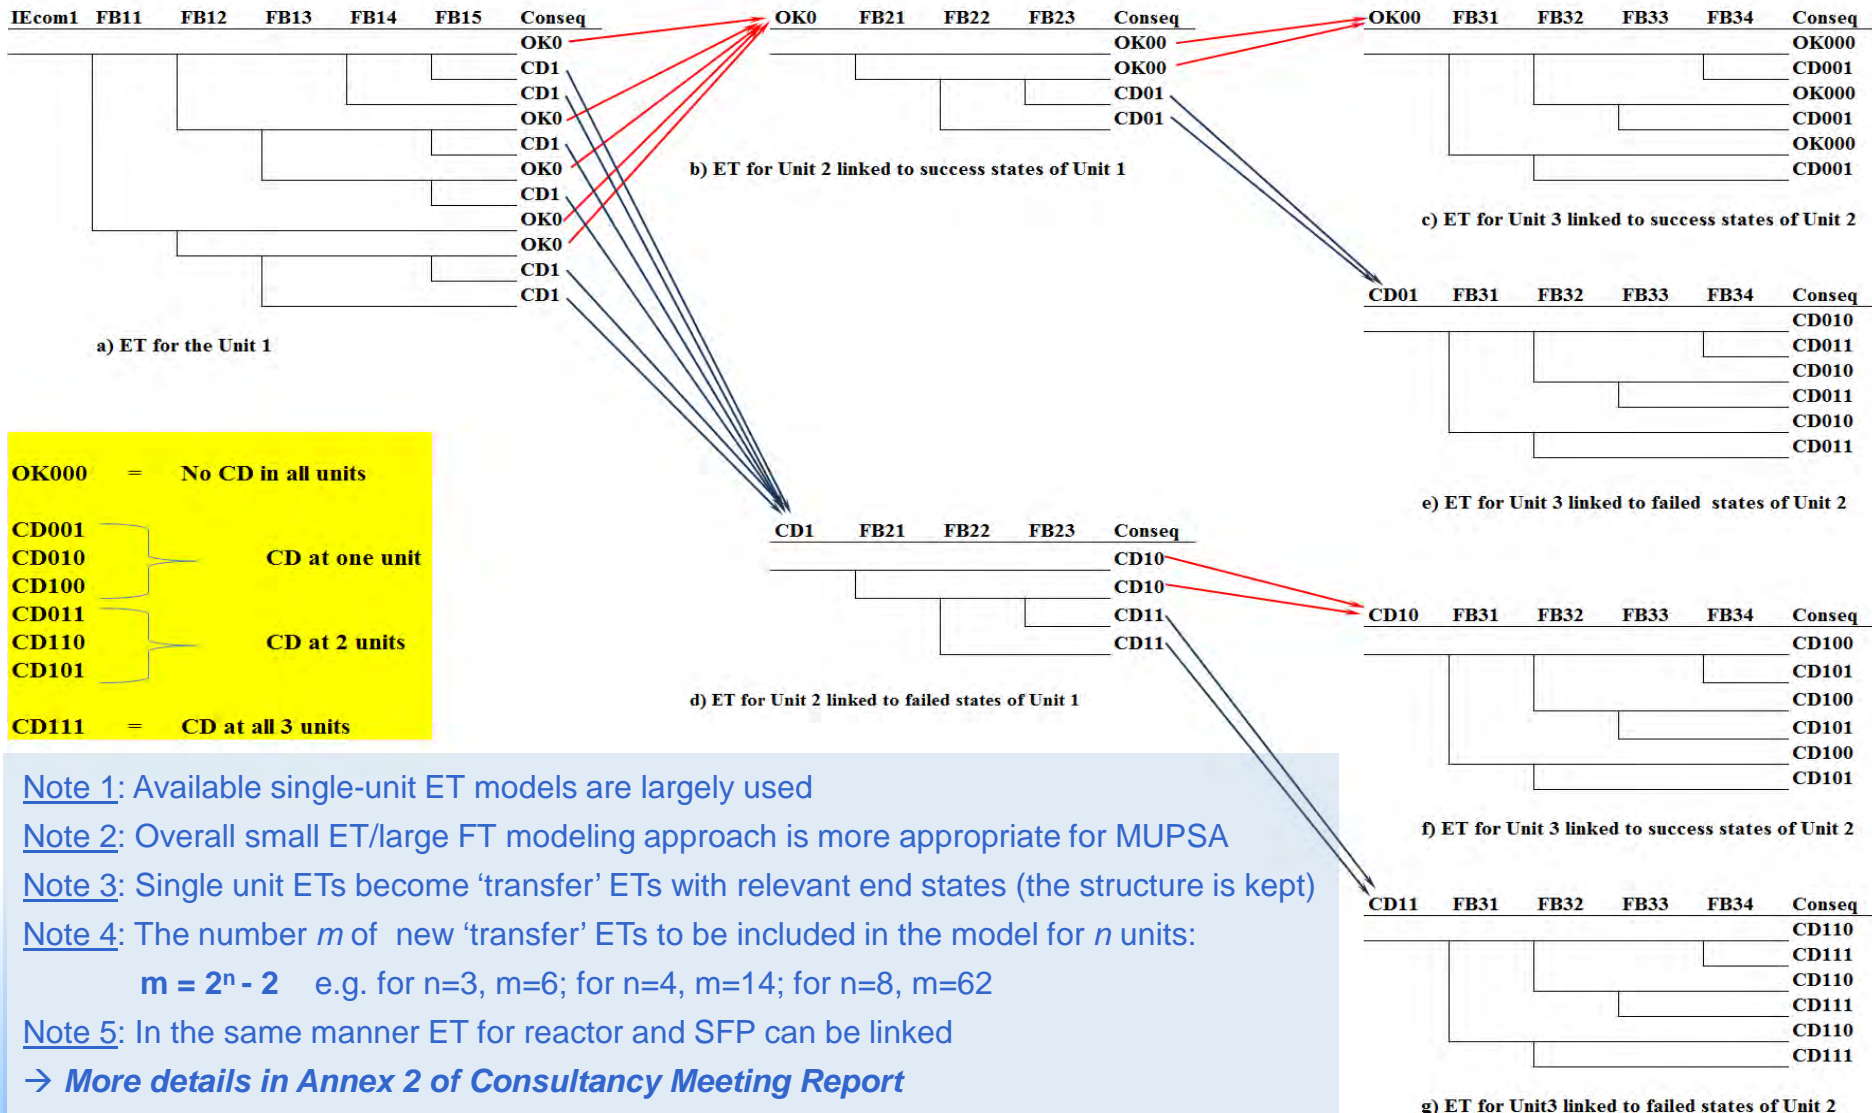 IEcom1 FB11 FB12 FB13 FB14 FB15 Conseq
OK0
CD1
CD1
OK0
CD1
OK0
CD1
OK0
OK0
CD1
CD1
a) ET for the Unit 1
OK0 FB21 FB22 FB23 Conseq
OK00
OK00
CD01
CD01
b) ET for Unit 2 linked to success states of Unit 1
OK00 FB31 FB32 FB33 FB34 Conseq
OK000
CD001
OK000
CD001
OK000
CD001
c) ET for Unit 3 linked to success states of Unit 2
CD01 FB31 FB32 FB33 FB34 Conseq
CD010
CD011
CD010
CD011
CD010
CD011
e) ET for Unit 3 linked to failed states of Unit 2
OK000 = No CD in all units
CD001
CD010 CD at one unit
CD100
CD011
CD110 CD at 2 units
CD101
CD111 = CD at all 3 units
CD1 FB21 FB22 FB23 Conseq
CD10
CD10
CD11
CD11
d) ET for Unit 2 linked to failed states of Unit 1
CD10 FB31 FB32 FB33 FB34 Conseq
CD100
CD101
CD100
CD101
CD100
CD101
f) ET for Unit 3 linked to success states of Unit 2
CD11 FB31 FB32 FB33 FB34 Conseq
CD110
CD111
CD110
CD111
CD110
CD111
g) ET for Unit3 linked to failed states of Unit 2
Note 1: Available single-unit ET models are largely used
Note 2: Overall small ET/large FT modeling approach is more appropriate for MUPSA
Note 3: Single unit ETs become ‘transfer’ ETs with relevant end states (the structure is kept)
Note 4: The number m of new ‘transfer’ ETs to be included in the model for n units:
m = 2ⁿ - 2 e.g. for n=3, m=6; for n=4, m=14; for n=8, m=62
Note 5: In the same manner ET for reactor and SFP can be linked
→ More details in Annex 2 of Consultancy Meeting Report